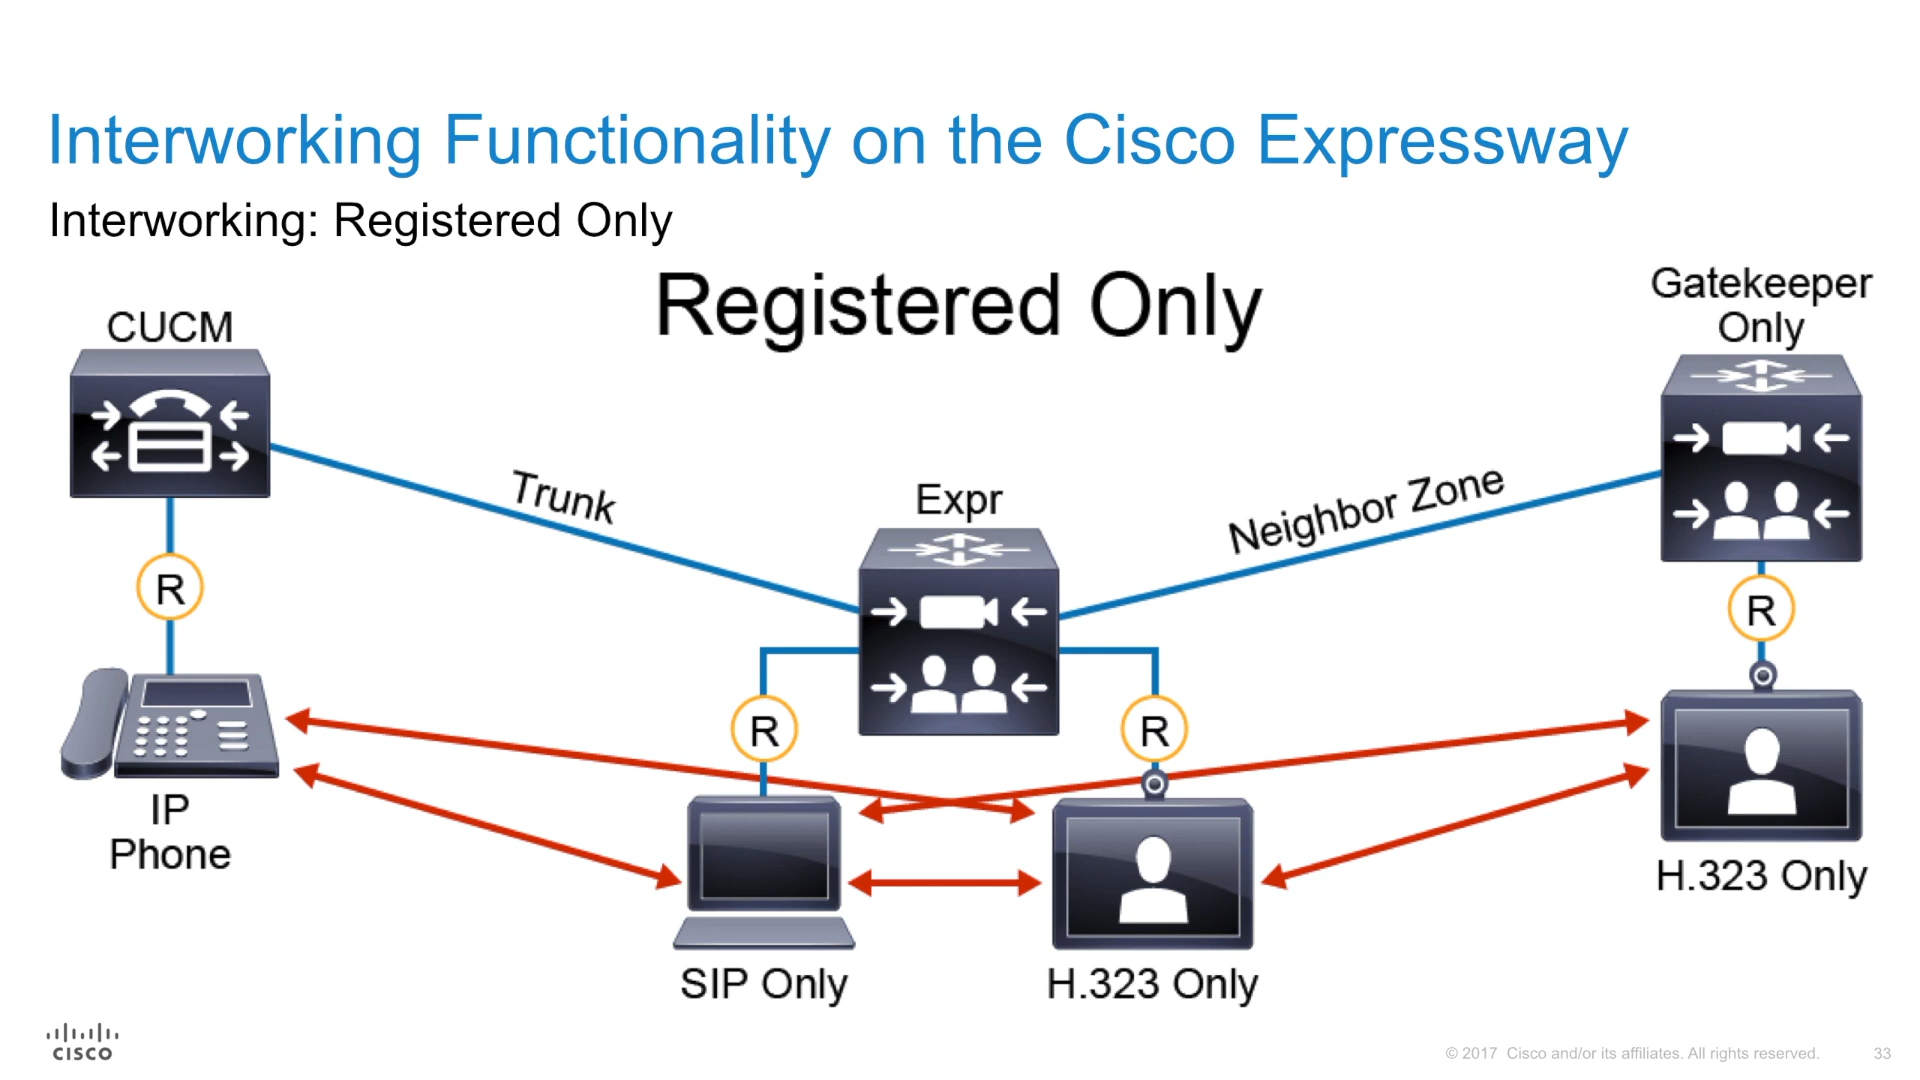 Interworking Functionality on the Cisco Expressway
Interworking: Registered Only
Registered Only
CUCM
Gatekeeper
Only
Trunk
Expr
Neighbor Zone
R
R
R
R
IP
Phone
SIP Only
H.323 Only
H.323 Only
CISCO
© 2017 Cisco and/or its affiliates. All rights reserved.
33